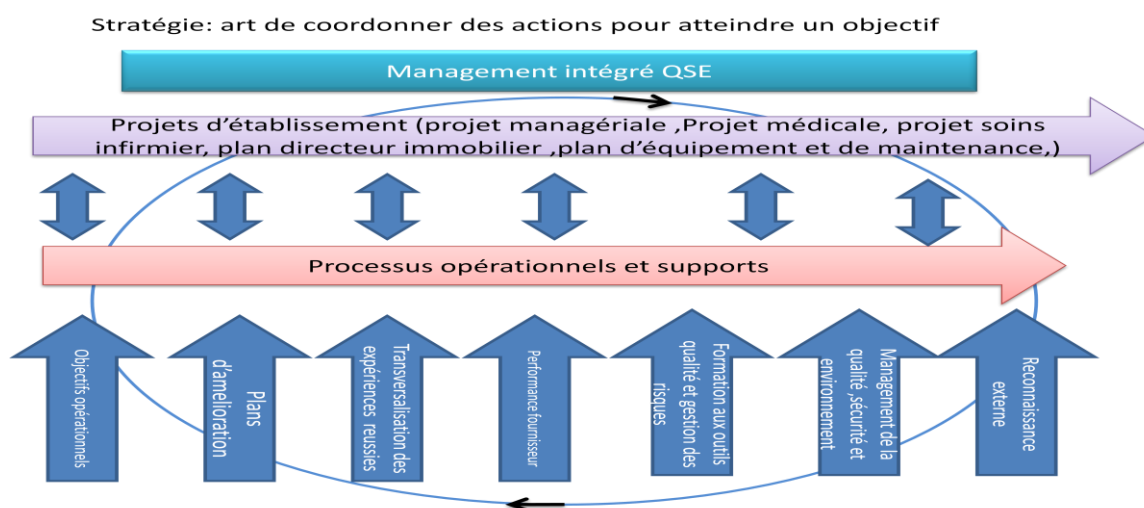 Stratégie: art de coordonner des actions pour atteindre un objectif
Management intégré QSE
Projets d'établissement (projet managériale ,Projet médicale, projet soins
infirmier, plan directeur immobilier ,plan d'équipement et de maintenance,)
Processus opérationnels et supports
Objectifs opérationnels
Plans
d'amelioration
Transversalisation des
expériences reussies
Performance fournisseur
Formation aux outils
qualité et gestion des
risques
Management de la
qualité ,sécurité et
environnement
Reconnaissance
externe